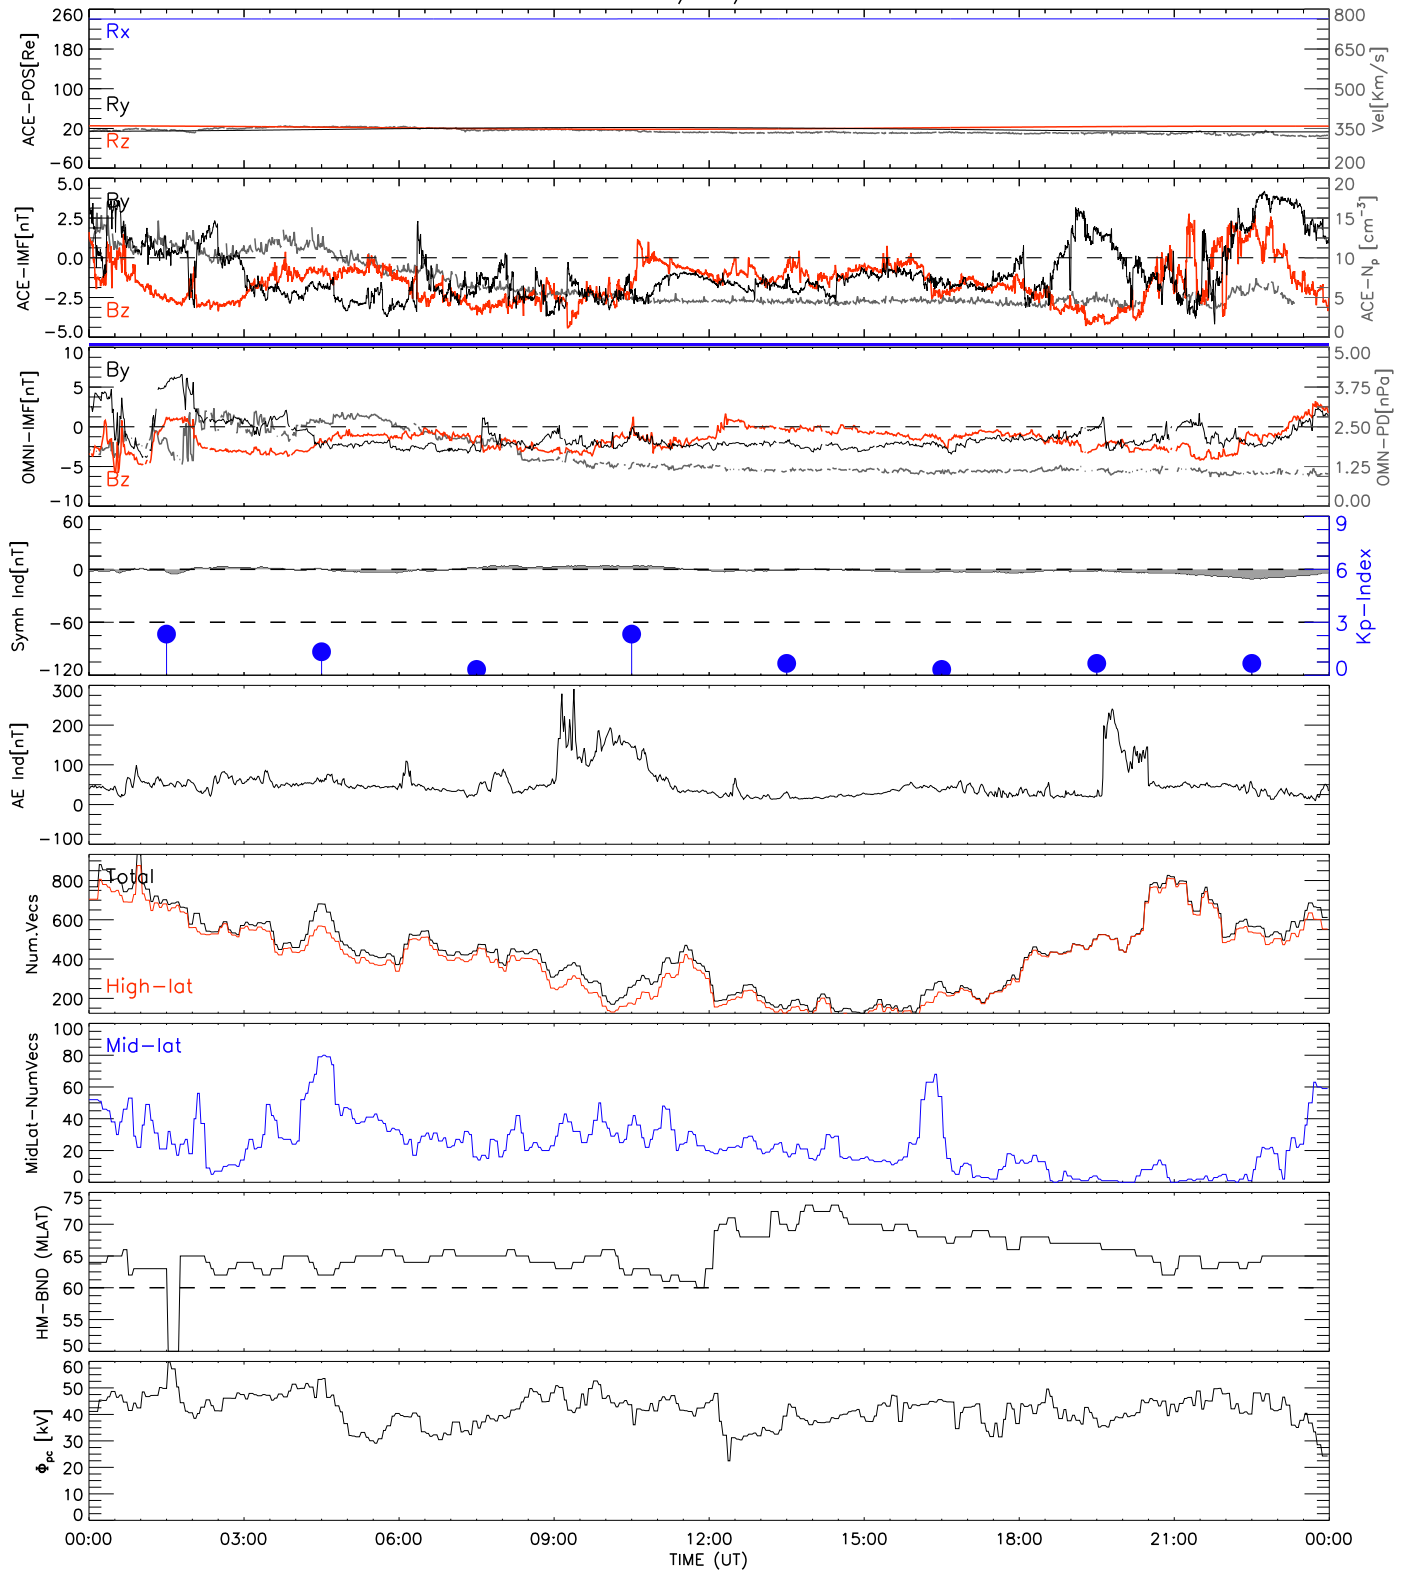 260
180
100
20
−60
ACE−POS[Re]
Rx
Ry
Rz
800
650
500
350
200
Vel[Km/s]
5.0
2.5
0.0
−2.5
−5.0
ACE−IMF[nT]
By
Bz
20
15
10
5
0
ACE−Np [cm−3]
10
5
0
−5
−10
OMNI−IMF[nT]
By
Bz
5.00
3.75
2.50
1.25
0.00
OMN−PD[nPa]
60
0
−60
−120
Symh Ind[nT]
9
6
3
0
Kp−Index
300
200
100
0
−100
AE Ind[nT]
800
600
400
200
Num.Vecs
Total
High−lat
100
80
60
40
20
0
MidLat−NumVecs
Mid−lat
75
70
65
60
55
50
HM−BND (MLAT)
60
50
40
30
20
10
0
Φpc [kV]
00:00 03:00 06:00 09:00 12:00 15:00 18:00 21:00 00:00
TIME (UT)